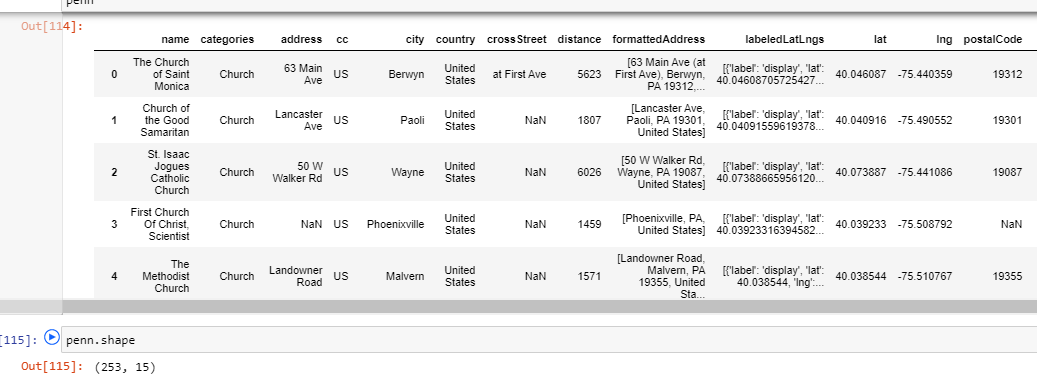 penn
Out[114]:
name categories address cc city country crossStreet distance formattedAddress labeledLatLngs lat lng postalCode
0 The Church of Saint Monica Church 63 Main Ave US Berwyn United States at First Ave 5623 [63 Main Ave (at First Ave), Berwyn, PA 19312,... [{'label': 'display', 'lat': 40.04608705725427... 40.046087 -75.440359 19312
1 Church of the Good Samaritan Church Lancaster Ave US Paoli United States NaN 1807 [Lancaster Ave, Paoli, PA 19301, United States] [{'label': 'display', 'lat': 40.04091559619378... 40.040916 -75.490552 19301
2 St. Isaac Jogues Catholic Church Church 50 W Walker Rd US Wayne United States NaN 6026 [50 W Walker Rd, Wayne, PA 19087, United States] [{'label': 'display', 'lat': 40.07388665956120... 40.073887 -75.441086 19087
3 First Church Of Christ, Scientist Church NaN US Phoenixville United States NaN 1459 [Phoenixville, PA, United States] [{'label': 'display', 'lat': 40.03923316394582... 40.039233 -75.508792 NaN
4 The Methodist Church Church Landowner Road US Malvern United States NaN 1571 [Landowner Road, Malvern, PA 19355, United Sta... [{'label': 'display', 'lat': 40.038544, 'lng':... 40.038544 -75.510767 19355
[115]: penn.shape
Out[115]: (253, 15)